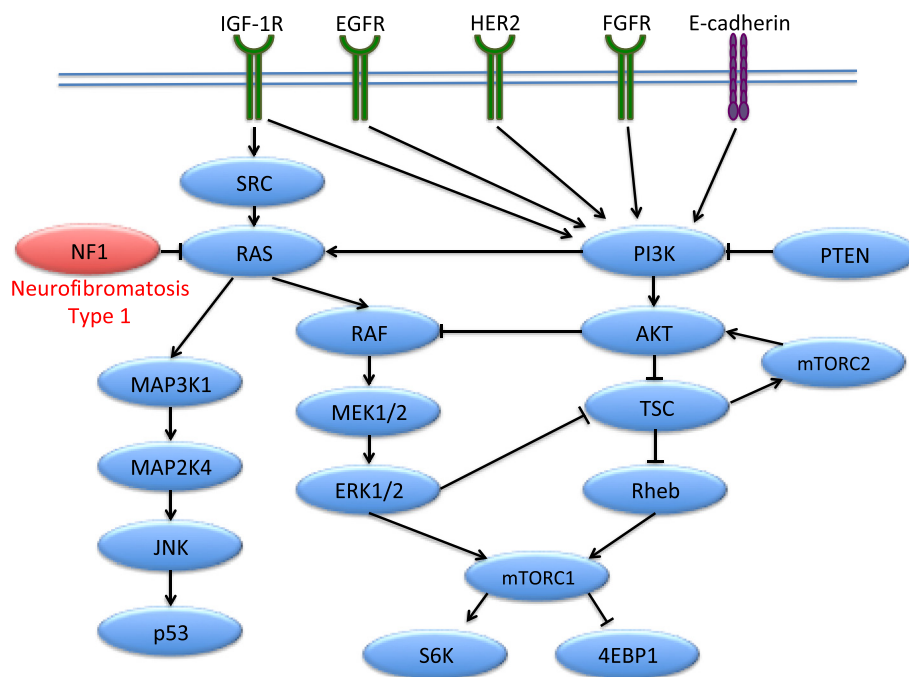 IGF-1R
EGFR
HER2
FGFR
E-cadherin
SRC
NF1
RAS
PI3K
PTEN
Neurofibromatosis
Type 1
RAF
AKT
mTORC2
MAP3K1
MEK1/2
TSC
MAP2K4
ERK1/2
Rheb
JNK
mTORC1
p53
S6K
4EBP1